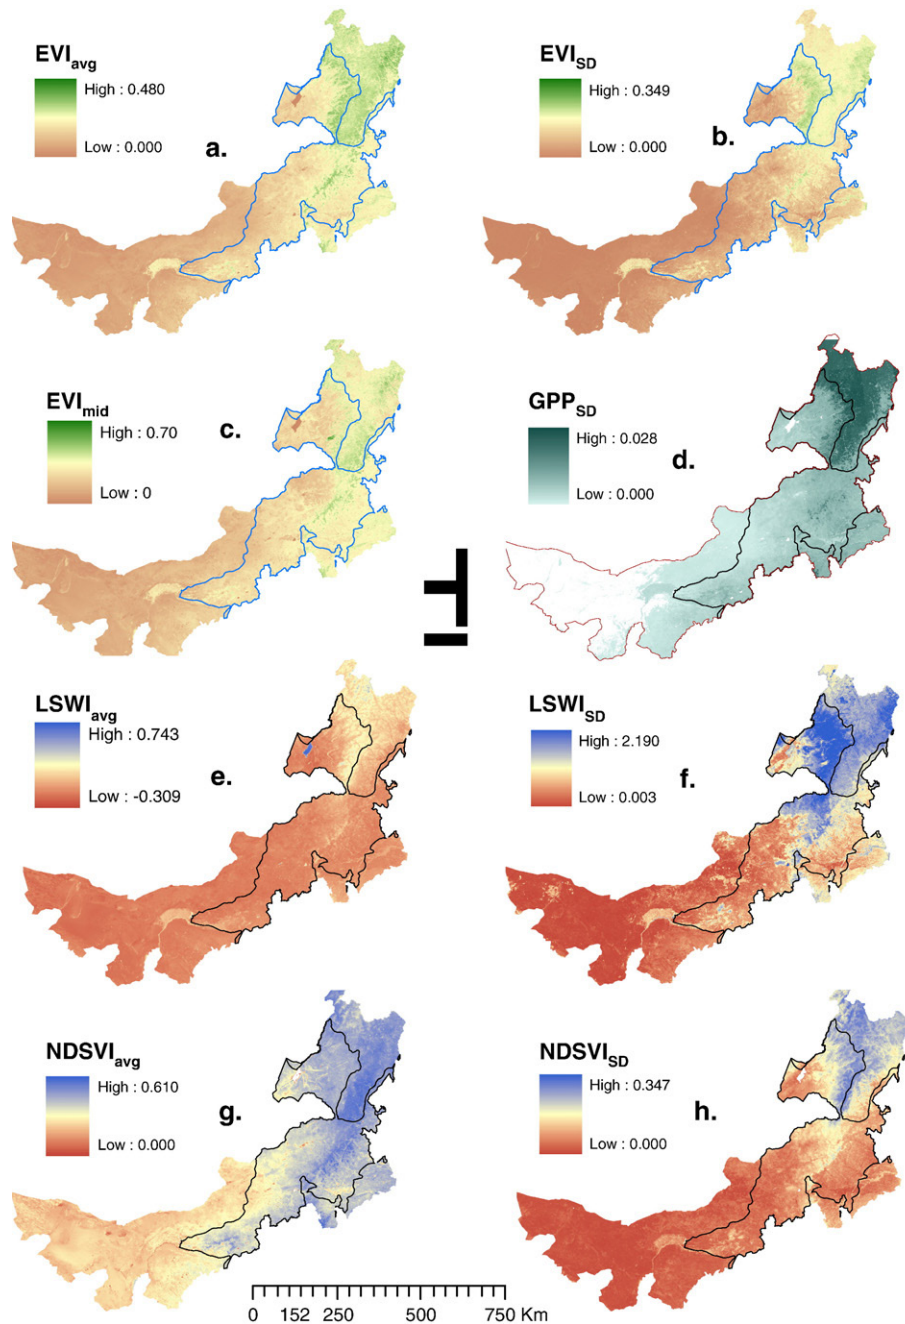 EVIavg
High : 0.480
Low : 0.000
a.
EVISD
High : 0.349
Low : 0.000
b.
EVImid
High : 0.70
Low : 0
c.
GPPSD
High : 0.028
Low : 0.000
d.
LSWIavg
High : 0.743
Low : -0.309
e.
LSWISD
High : 2.190
Low : 0.003
f.
NDSVIavg
High : 0.610
Low : 0.000
g.
NDSVISD
High : 0.347
Low : 0.000
h.
0 152 250 500 750 Km